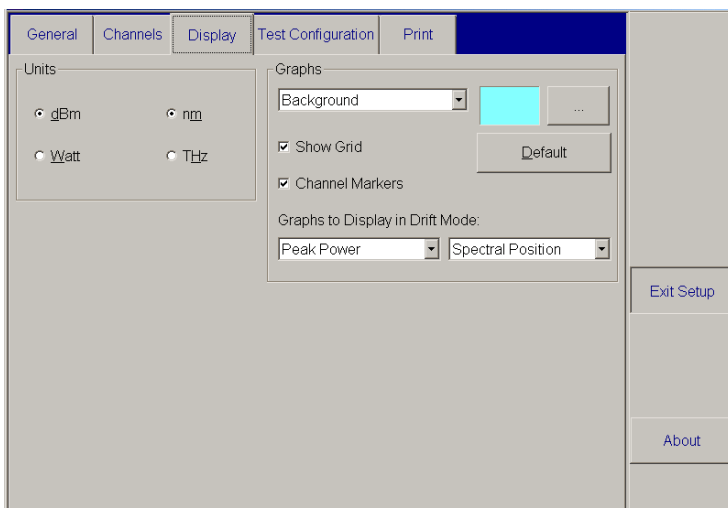 General Channels Display Test Configuration Print
Units
dBm nm
Watt THz
Graphs
Background ...
Show Grid Default
Channel Markers
Graphs to Display in Drift Mode:
Peak Power Spectral Position
Exit Setup
About